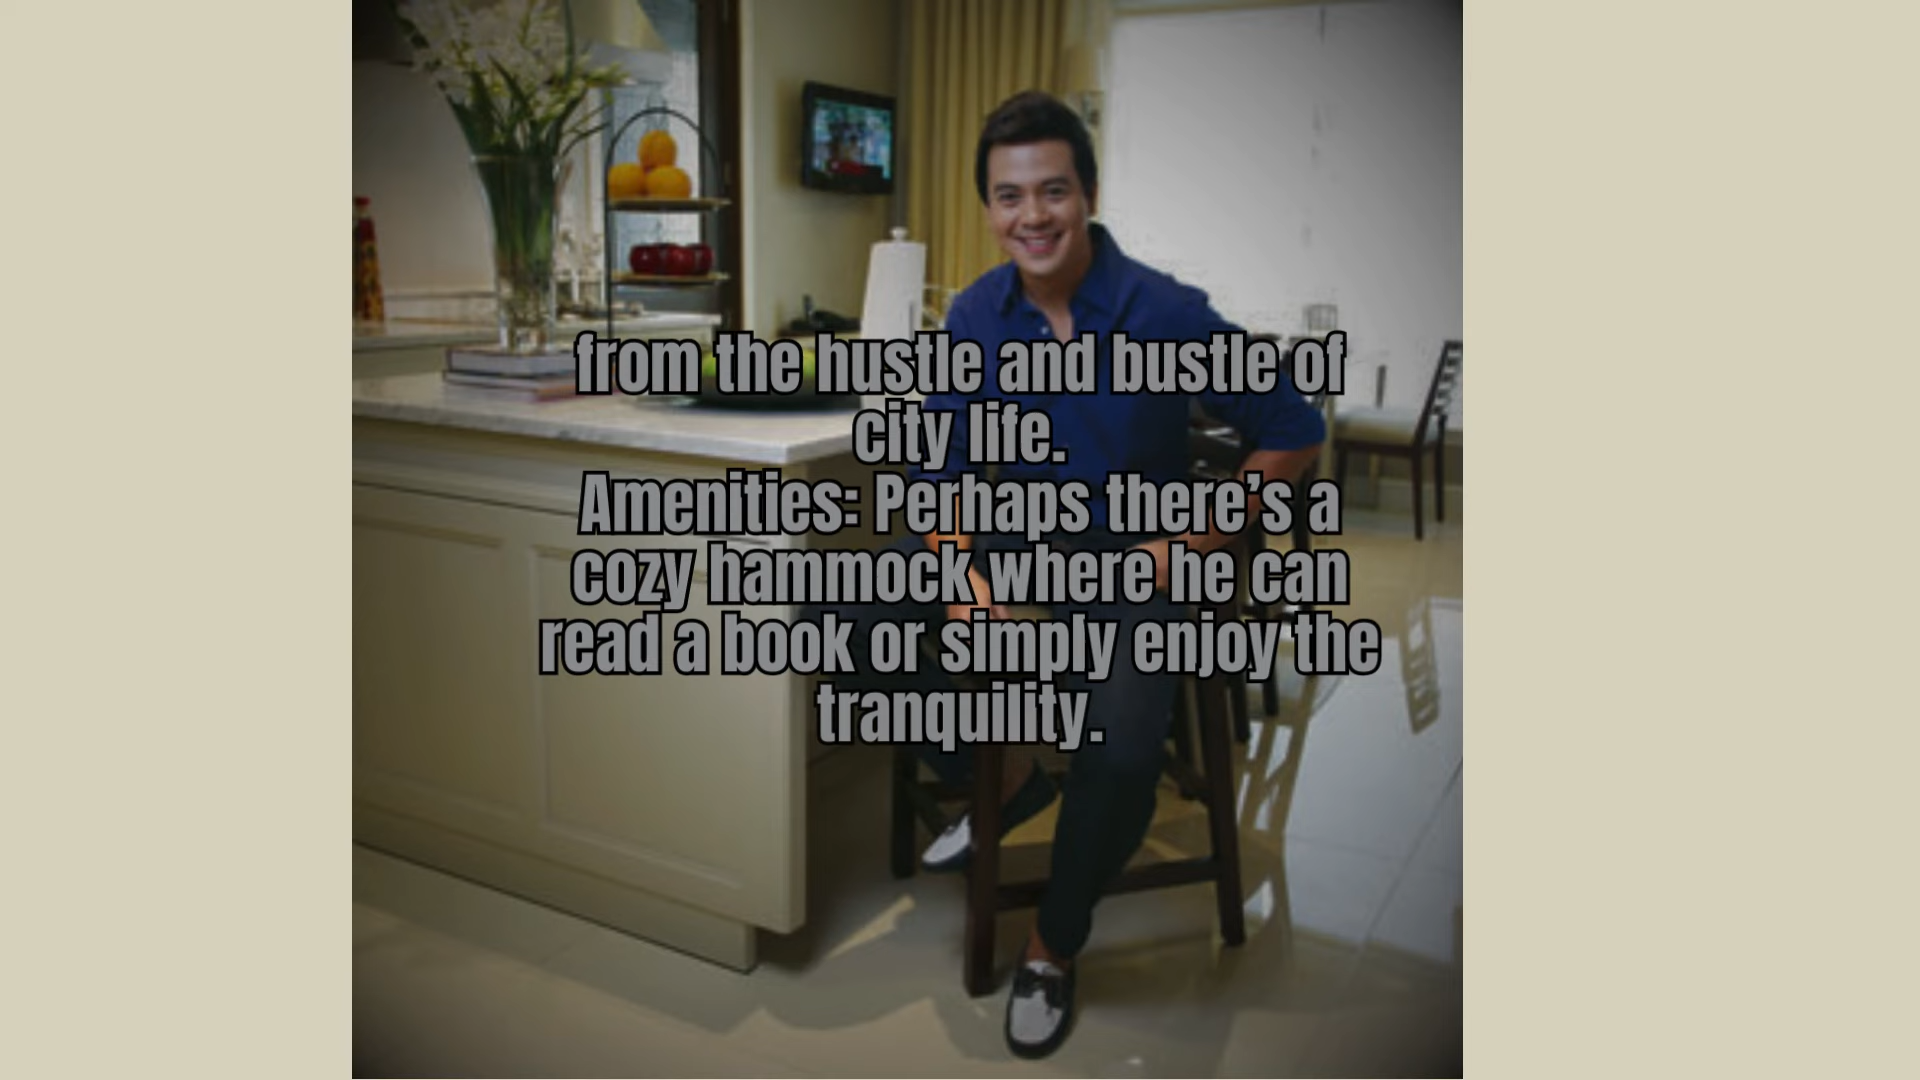 from the hustle and bustle of
city life.
Amenities: Perhaps there’s a
cozy hammock where he can
read a book or simply enjoy the
tranquility.